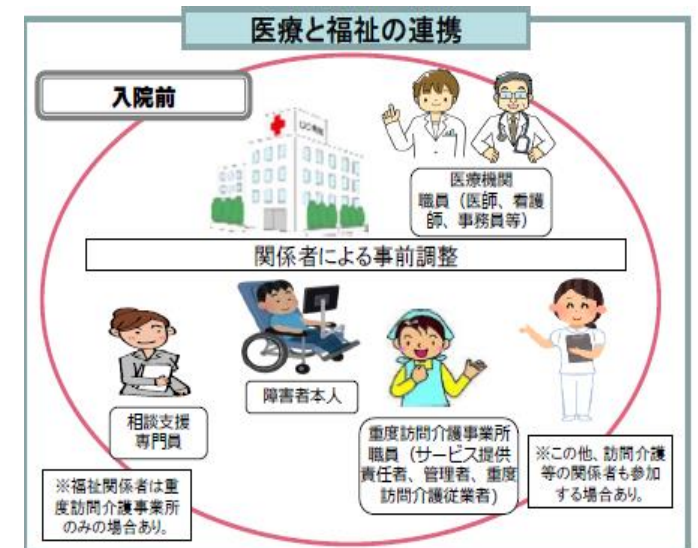 医療と福祉の連携
入院前
医療機関
職員（医師、看護
師、事務員等）
関係者による事前調整
相談支援
専門員
障害者本人
重度訪問介護事業所
職員（サービス提供
責任者、管理者、重度
訪問介護従業者）
※この他、訪問介護
等の関係者も参加
する場合あり。
※福祉関係者は重
度訪問介護事業所
のみの場合あり。